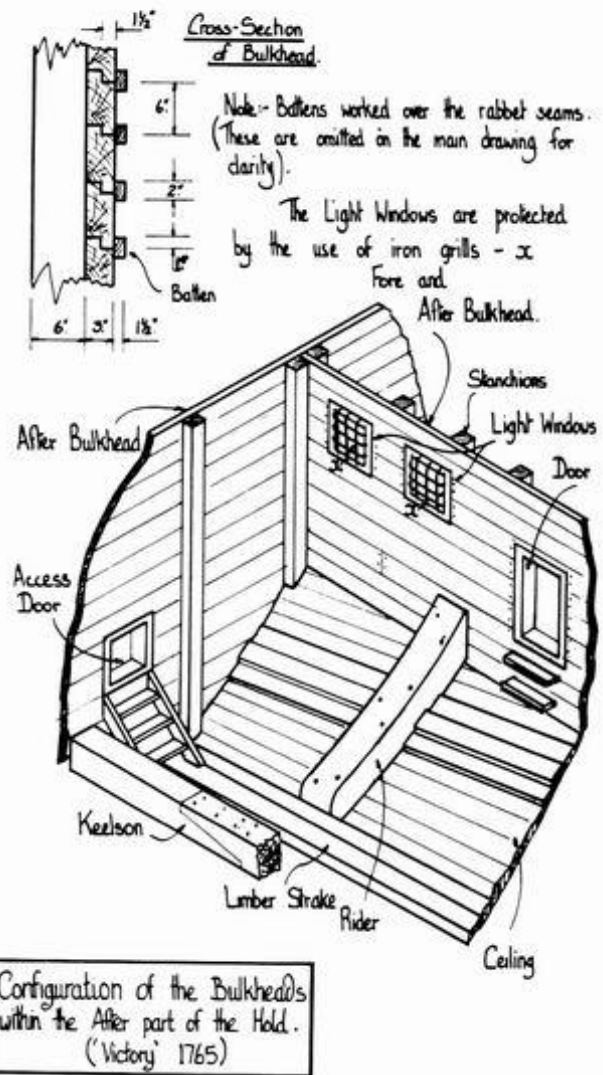 1½"
Cross-Section
of Bulkhead.
6"
Note:- Battens worked over the rabbet seams.
(These are omitted in the main drawing for
clarity).
2"
The Light Windows are protected
by the use of iron grills - x
Batten
6"
3"
1½"
Fore and
After Bulkhead.
Stanchions
After Bulkhead
Light Windows
x
x
Door
Access
Door
Keelson
Limber Strake
Rider
Ceiling
Configuration of the Bulkheads
within the After part of the Hold.
('Victory' 1765)